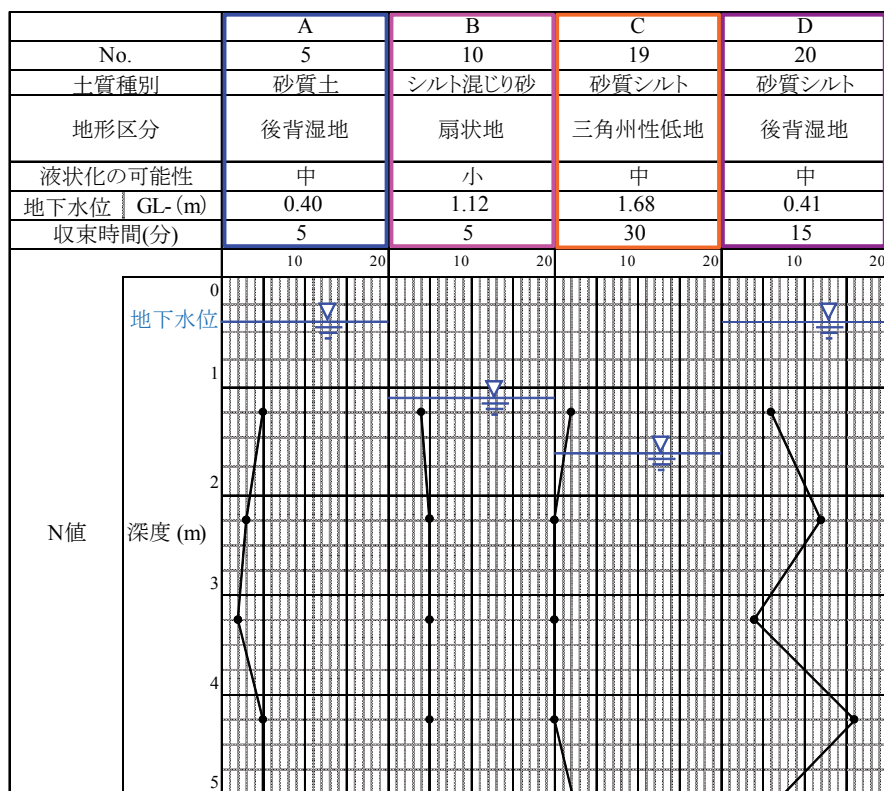 A B C D
No. 5 10 19 20
土質種別 砂質土 シルト混じり砂 砂質シルト 砂質シルト
地形区分 後背湿地 扇状地 三角州性低地 後背湿地
液状化の可能性 中 小 中 中
地下水位 GL-(m) 0.40 1.12 1.68 0.41
収束時間(分) 5 5 30 15
10 20 10 20 10 20 10 20
0
地下水位
1
2
N値 深度 (m)
3
4
5